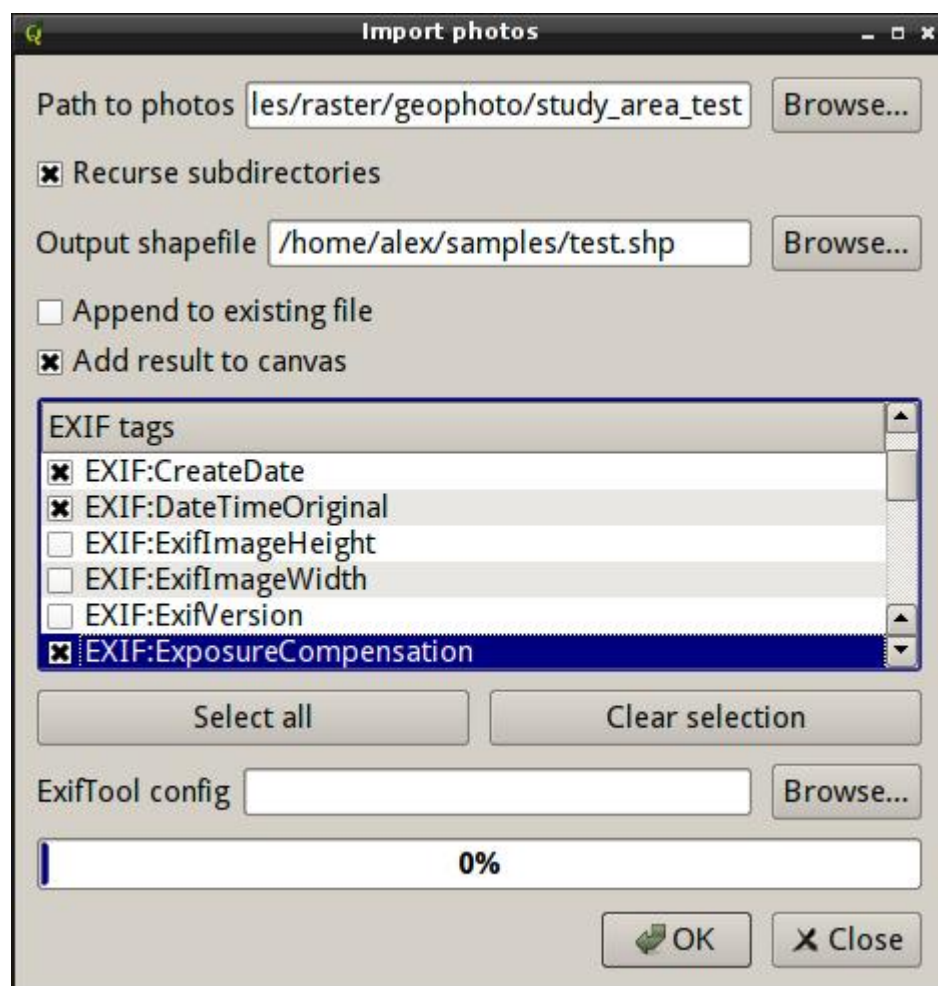 Import photos
Path to photos les/raster/geophoto/study_area_test Browse...
Recurse subdirectories
Output shapefile /home/alex/samples/test.shp Browse...
Append to existing file
Add result to canvas
EXIF tags
EXIF:CreateDate
EXIF:DateTimeOriginal
EXIF:ExifImageHeight
EXIF:ExifImageWidth
EXIF:ExifVersion
EXIF:ExposureCompensation
Select all Clear selection
ExifTool config Browse...
0%
OK Close